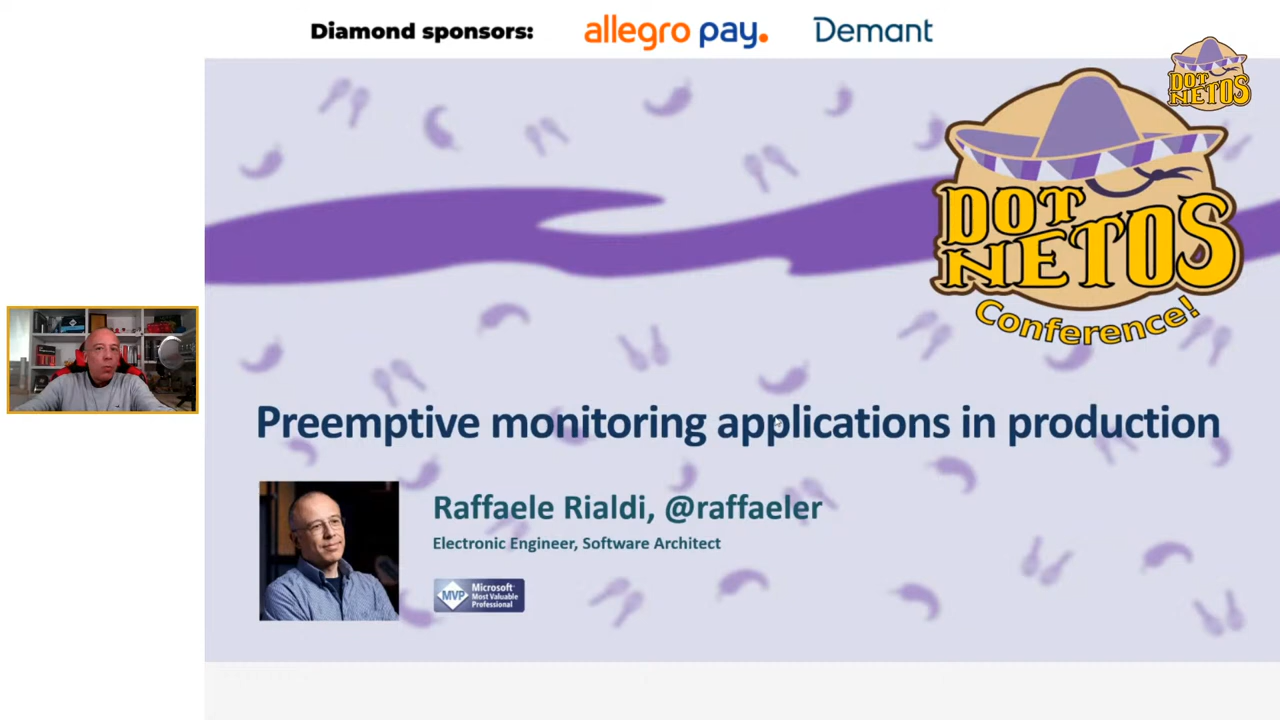 Diamond sponsors:
allegro pay.
Demant
DOT
NETOS
DOT
NETOS
Conference!
Preemptive monitoring applications in production
Raffaele Rialdi, @raffaeler
Electronic Engineer, Software Architect
MVP
Microsoft
Most Valuable
Professional